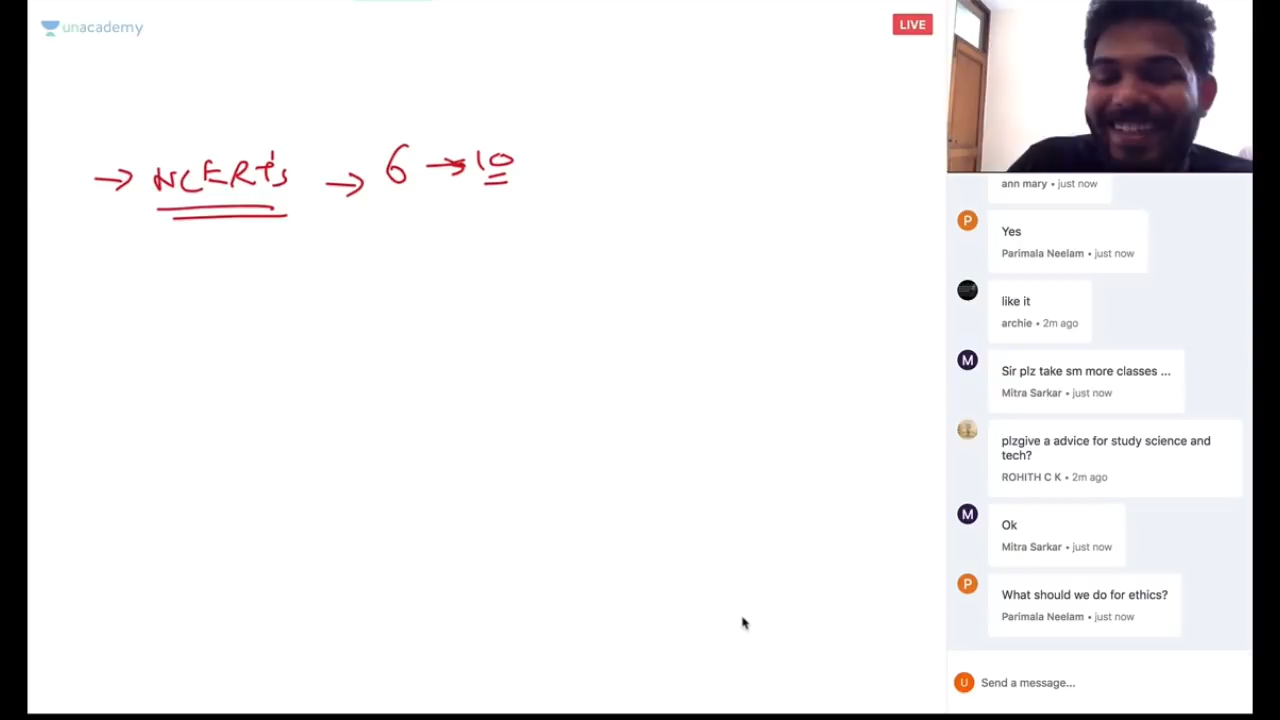 unacademy
LIVE
→ NCERT's → 6 → 10
ann mary • just now
P
Yes
Parimala Neelam • just now
like it
archie • 2m ago
M
Sir plz take sm more classes ...
Mitra Sarkar • just now
plzgive a advice for study science and
tech?
ROHITH C K • 2m ago
M
Ok
Mitra Sarkar • just now
P
What should we do for ethics?
Parimala Neelam • just now
U
Send a message...